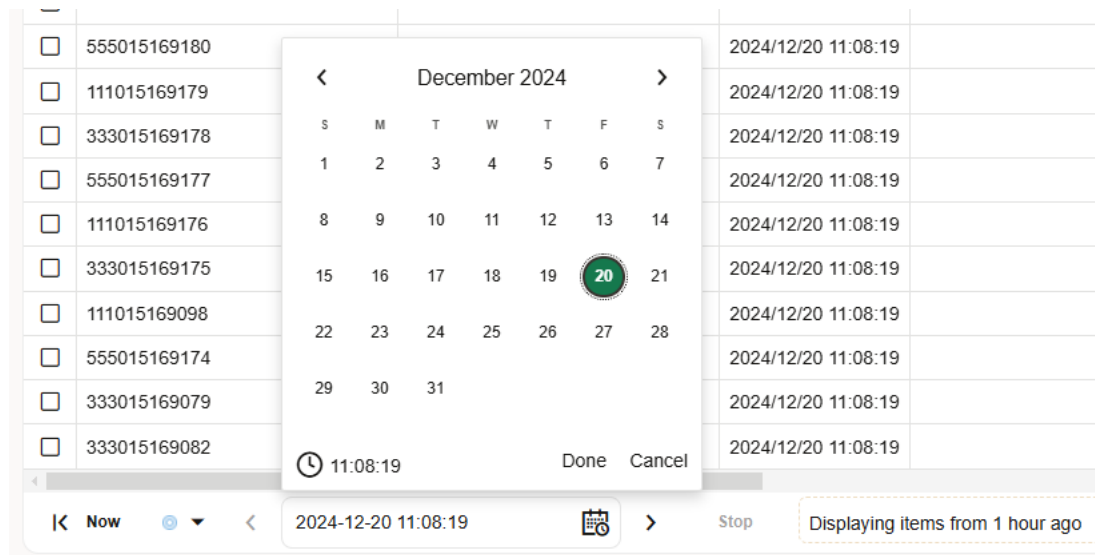 555015169180 2024/12/20 11:08:19
111015169179 2024/12/20 11:08:19
333015169178 2024/12/20 11:08:19
555015169177 2024/12/20 11:08:19
111015169176 2024/12/20 11:08:19
333015169175 2024/12/20 11:08:19
111015169098 2024/12/20 11:08:19
555015169174 2024/12/20 11:08:19
333015169079 2024/12/20 11:08:19
333015169082 2024/12/20 11:08:19
December 2024
S M T W T F S
1 2 3 4 5 6 7
8 9 10 11 12 13 14
15 16 17 18 19 20 21
22 23 24 25 26 27 28
29 30 31
11:08:19 Done Cancel
Now 2024-12-20 11:08:19 Stop Displaying items from 1 hour ago